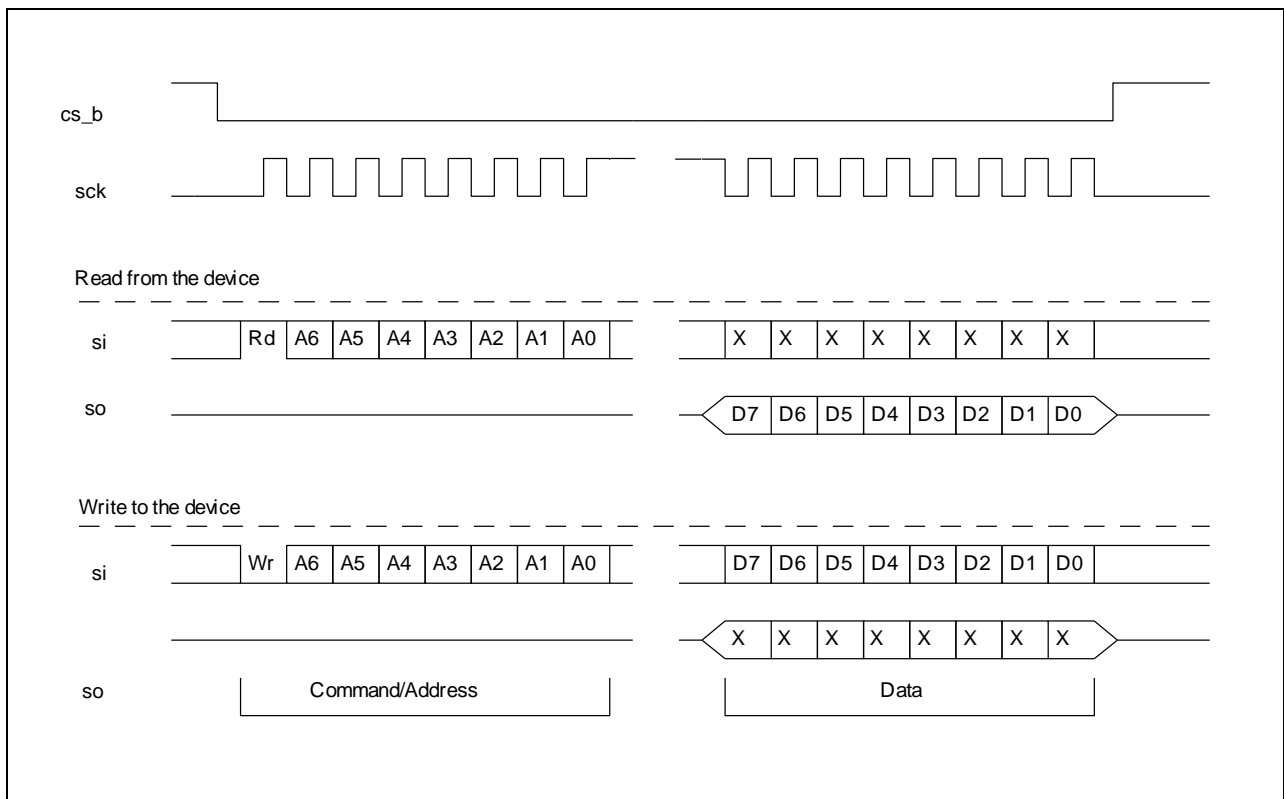 cs_b
sck
Read from the device
si Rd A6 A5 A4 A3 A2 A1 A0 X X X X X X X X
so D7 D6 D5 D4 D3 D2 D1 D0
Write to the device
si Wr A6 A5 A4 A3 A2 A1 A0 D7 D6 D5 D4 D3 D2 D1 D0
X X X X X X X X
so Command/Address Data